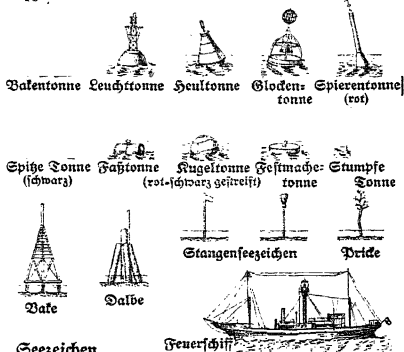 Bakentonne Leuchttonne Heultonne Glocken= Spierentonne
tonne (rot)
Spitze Tonne Faßtonne Kugeltonne Festmache= Stumpfe
(schwarz) (rot-schwarz gestreift) tonne Tonne
Stangenseezeichen Pricke
Bake Dalbe
Seezeichen Feuerschiff